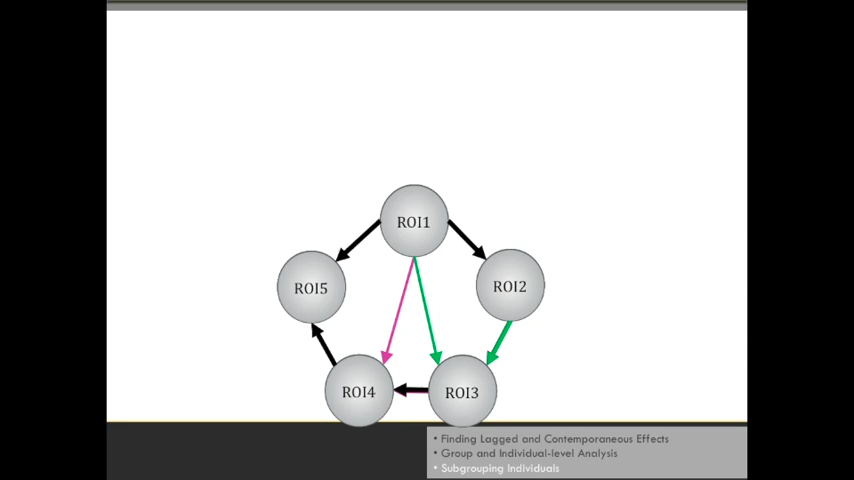 ROI1
ROI5
ROI2
ROI4
ROI3
• Finding Lagged and Contemporaneous Effects
• Group and Individual-level Analysis
• Subgrouping Individuals